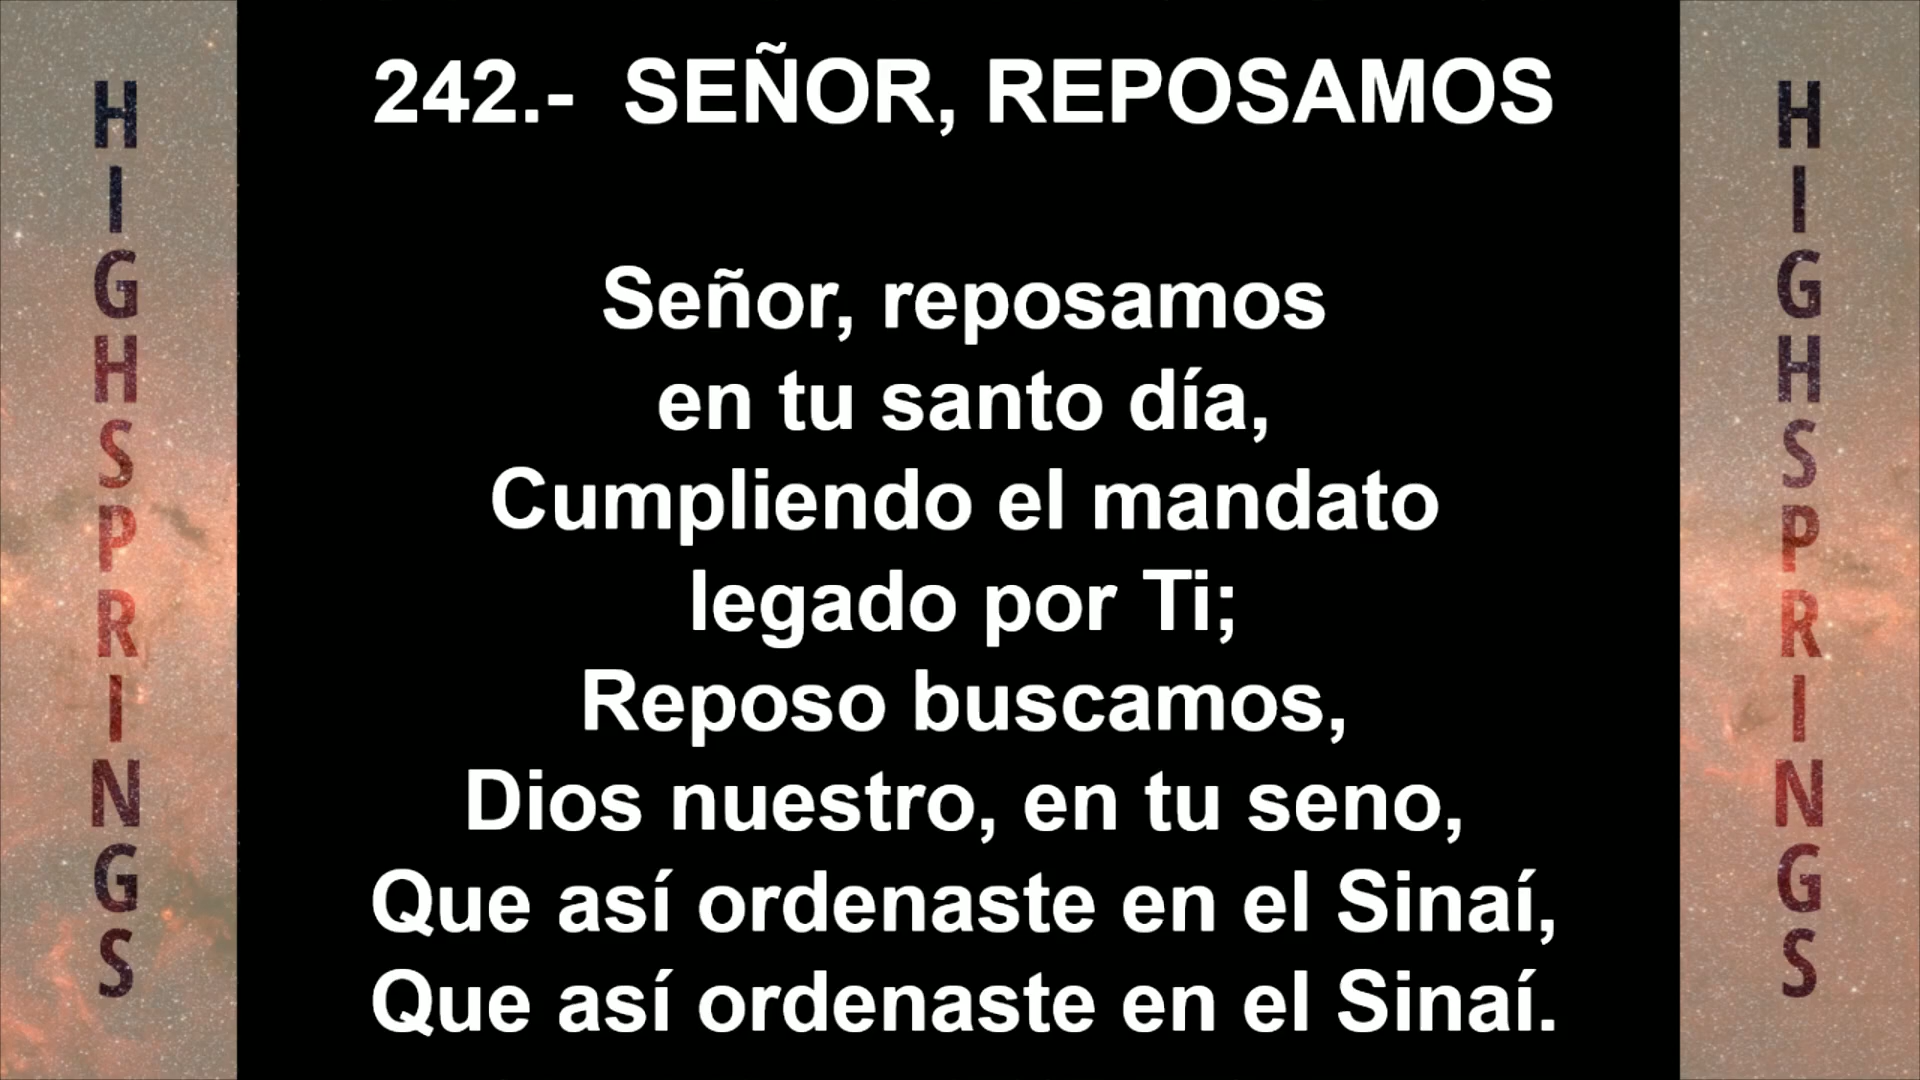 242.- SEÑOR, REPOSAMOS
Señor, reposamos
en tu santo día,
Cumpliendo el mandato
legado por Ti;
Reposo buscamos,
Dios nuestro, en tu seno,
Que así ordenaste en el Sinaí,
Que así ordenaste en el Sinaí.
HIGHSPRINGS
HIGHSPRINGS